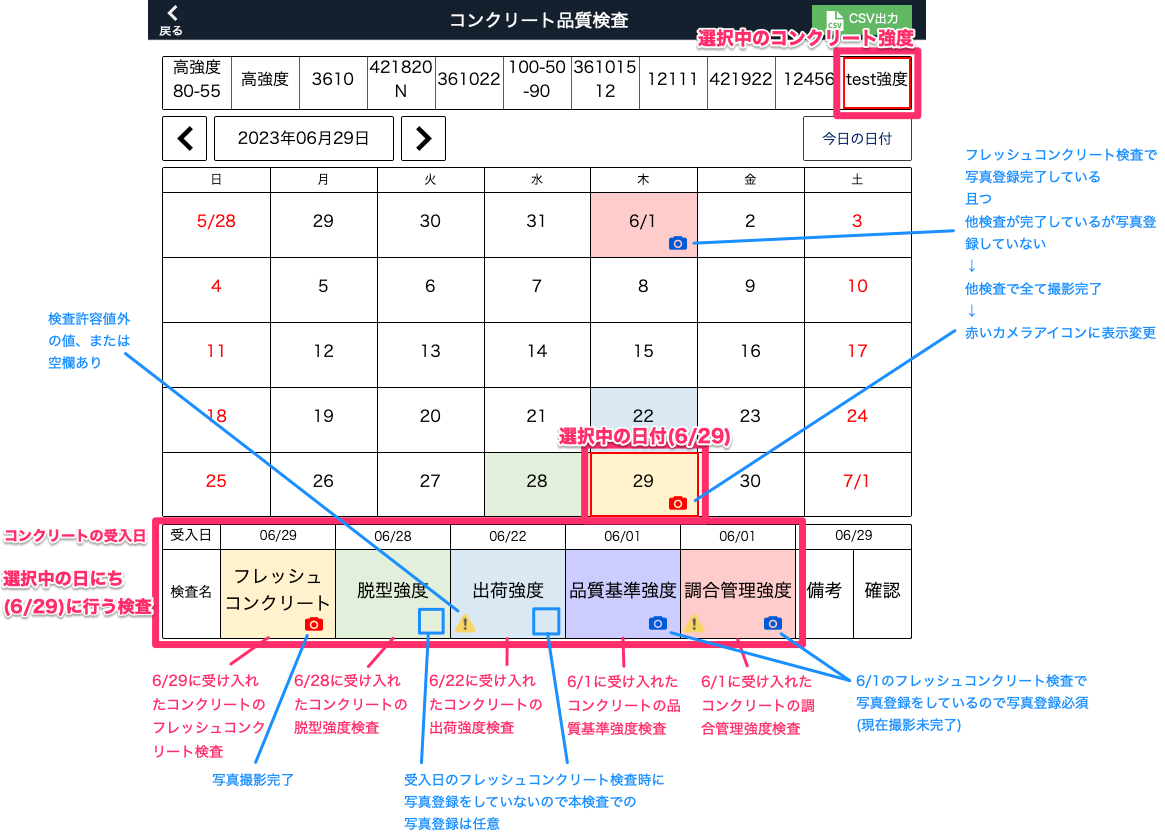 戻る
コンクリート品質検査
CSV出力
CSV
選択中のコンクリート強度
高強度
80-55
高強度
3610
421820
N
361022
100-50
-90
361015
12
12111
421922
12456
test強度
2023年06月29日
今日の日付
日 月 火 水 木 金 土
5/28 29 30 31 6/1 2 3
4 5 6 7 8 9 10
11 12 13 14 15 16 17
18 19 20 21 22 23 24
選択中の日付(6/29)
25 26 27 28 29 30 7/1
フレッシュコンクリート検査で
写真登録完了している
且つ
他検査が完了しているが写真登
録していない
↓
他検査で全て撮影完了
↓
赤いカメラアイコンに表示変更
検査許容値外
の値、または
空欄あり
コンクリートの受入日
選択中の日にち
(6/29)に行う検査
受入日 06/29 06/28 06/22 06/01 06/01 06/29
検査名
フレッシュ
コンクリート
脱型強度
出荷強度
品質基準強度
調合管理強度
備考
確認
6/29に受け入れ
たコンクリートの
フレッシュコンク
リート検査
6/28に受け入れ
たコンクリートの
脱型強度検査
6/22に受け入れ
たコンクリートの
出荷強度検査
6/1に受け入れた
コンクリートの品
質基準強度検査
6/1に受け入れた
コンクリートの調
合管理強度検査
6/1のフレッシュコンクリート検査で
写真登録をしているので写真登録必須
(現在撮影未完了)
写真撮影完了
受入日のフレッシュコンクリート検査時に
写真登録をしていないので本検査での
写真登録は任意